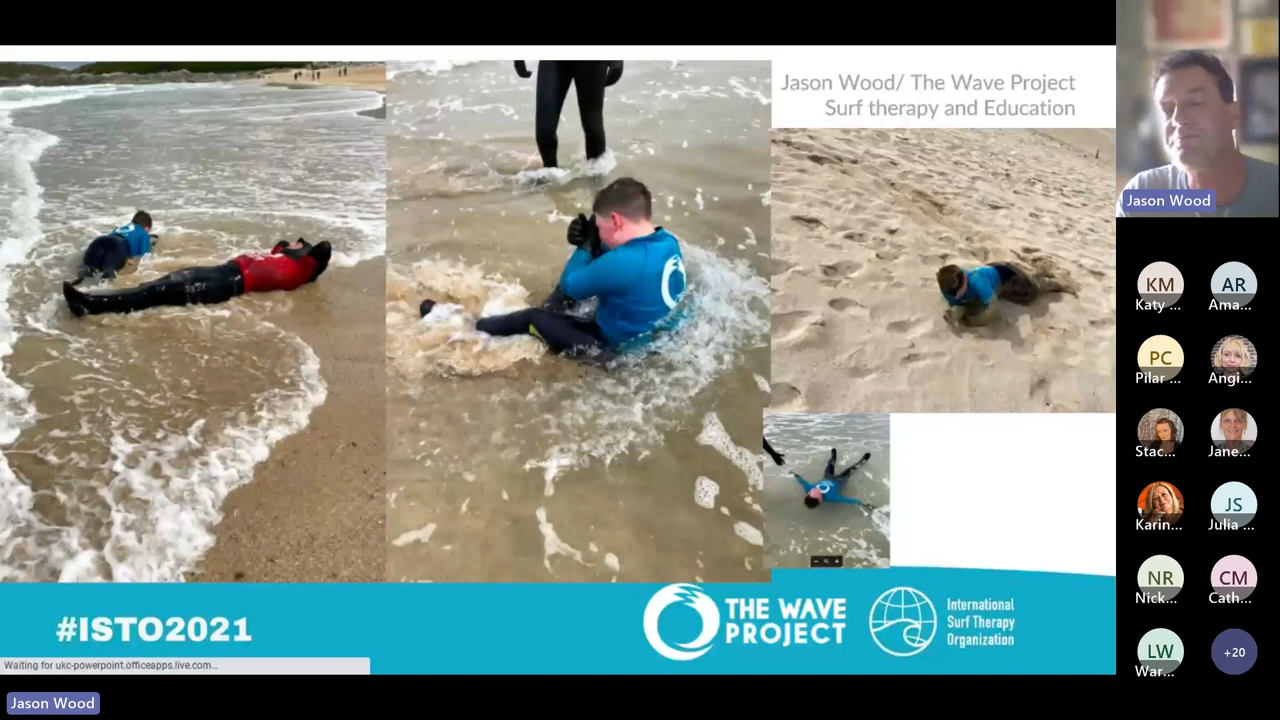 Jason Wood/ The Wave Project
Surf therapy and Education
Jason Wood
KM
Katy ...
AR
Ama...
PC
Pilar ...
Angi...
Stac...
Jane...
Karin...
JS
Julia ...
NR
Nick...
CM
Cath...
LW
War...
+20
#ISTO2021
THE WAVE
PROJECT
International
Surf Therapy
Organization
Waiting for ukc-powerpoint.officeapps.live.com...
Jason Wood